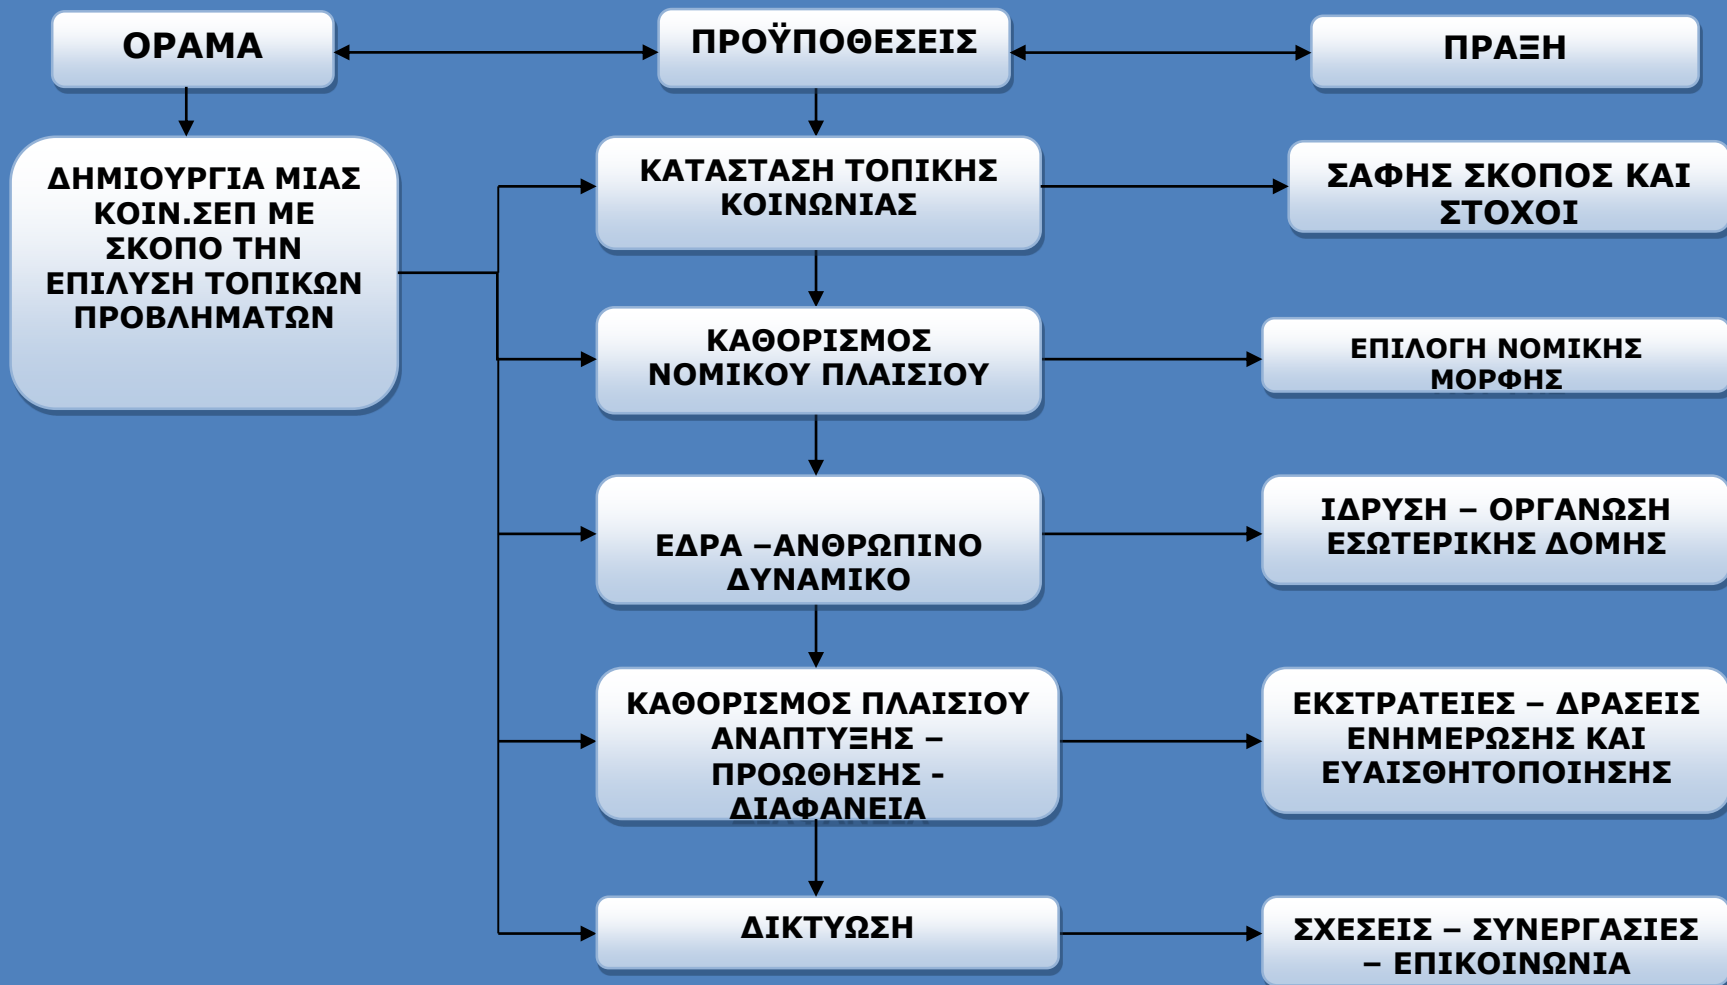 ΟΡΑΜΑ
ΠΡΟΫΠΟΘΕΣΕΙΣ
ΠΡΑΞΗ
ΔΗΜΙΟΥΡΓΙΑ ΜΙΑΣ
ΚΟΙΝ.ΣΕΠ ΜΕ
ΣΚΟΠΟ ΤΗΝ
ΕΠΙΛΥΣΗ ΤΟΠΙΚΩΝ
ΠΡΟΒΛΗΜΑΤΩΝ
ΚΑΤΑΣΤΑΣΗ ΤΟΠΙΚΗΣ
ΚΟΙΝΩΝΙΑΣ
ΣΑΦΗΣ ΣΚΟΠΟΣ ΚΑΙ
ΣΤΟΧΟΙ
ΚΑΘΟΡΙΣΜΟΣ
ΝΟΜΙΚΟΥ ΠΛΑΙΣΙΟΥ
ΕΠΙΛΟΓΗ ΝΟΜΙΚΗΣ
ΜΟΡΦΗΣ
ΕΔΡΑ –ΑΝΘΡΩΠΙΝΟ
ΔΥΝΑΜΙΚΟ
ΙΔΡΥΣΗ – ΟΡΓΑΝΩΣΗ
ΕΣΩΤΕΡΙΚΗΣ ΔΟΜΗΣ
ΚΑΘΟΡΙΣΜΟΣ ΠΛΑΙΣΙΟΥ
ΑΝΑΠΤΥΞΗΣ –
ΠΡΟΩΘΗΣΗΣ -
ΔΙΑΦΑΝΕΙΑ
ΕΚΣΤΡΑΤΕΙΕΣ – ΔΡΑΣΕΙΣ
ΕΝΗΜΕΡΩΣΗΣ ΚΑΙ
ΕΥΑΙΣΘΗΤΟΠΟΙΗΣΗΣ
ΔΙΚΤΥΩΣΗ
ΣΧΕΣΕΙΣ – ΣΥΝΕΡΓΑΣΙΕΣ
– ΕΠΙΚΟΙΝΩΝΙΑ